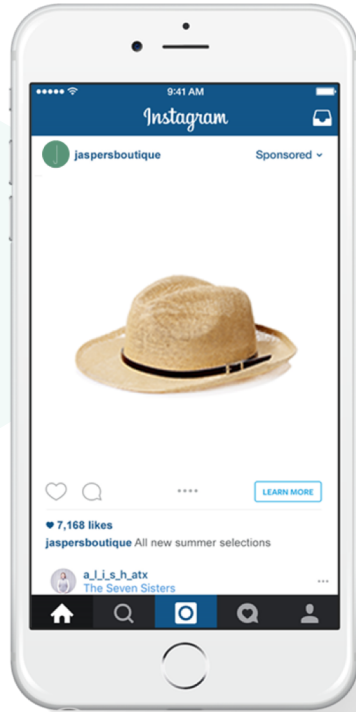 9:41 AM
Instagram
J jaspersboutique Sponsored
LEARN MORE
7,168 likes
jaspersboutique All new summer selections
a_l_i_s_h_atx
The Seven Sisters